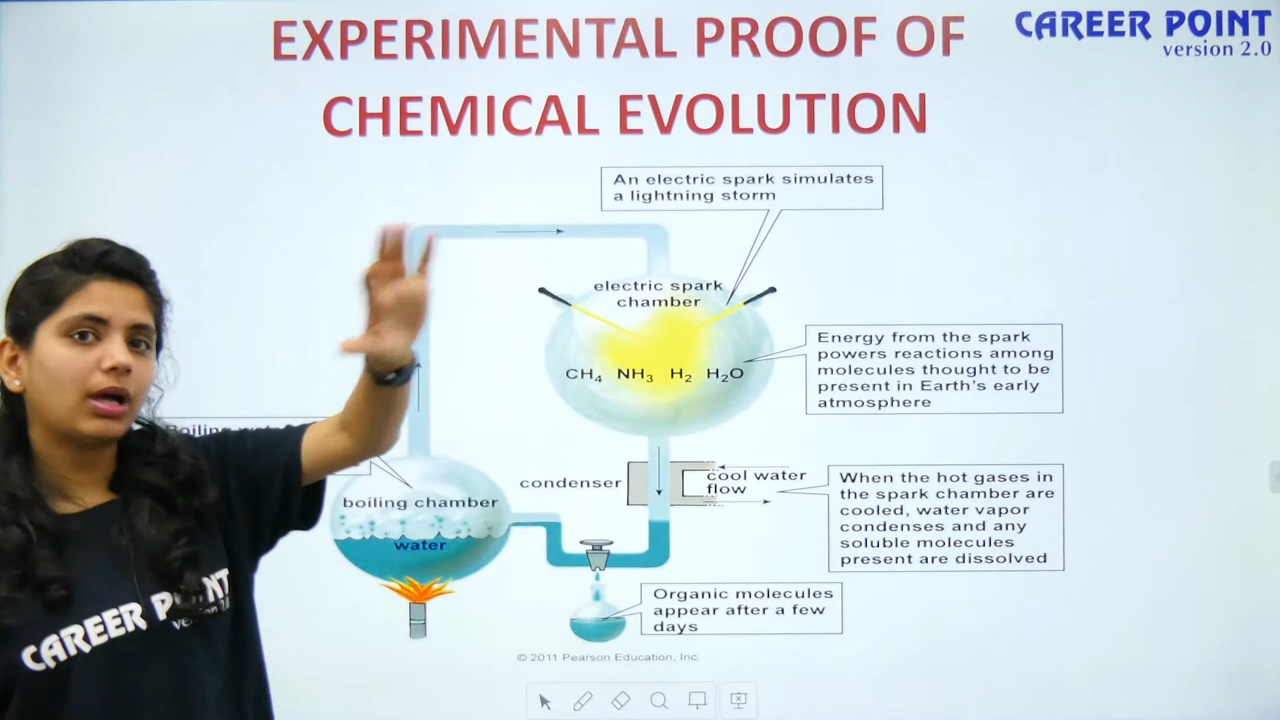 EXPERIMENTAL PROOF OF
CHEMICAL EVOLUTION
CAREER POINT
version 2.0
An electric spark simulates
a lightning storm
electric spark
chamber
CH₄ NH₃ H₂ H₂O
Energy from the spark
powers reactions among
molecules thought to be
present in Earth's early
atmosphere
Boiling
boiling chamber
water
condenser
cool water
flow
When the hot gases in
the spark chamber are
cooled, water vapor
condenses and any
soluble molecules
present are dissolved
Organic molecules
appear after a few
days
© 2011 Pearson Education, Inc.
CAREER